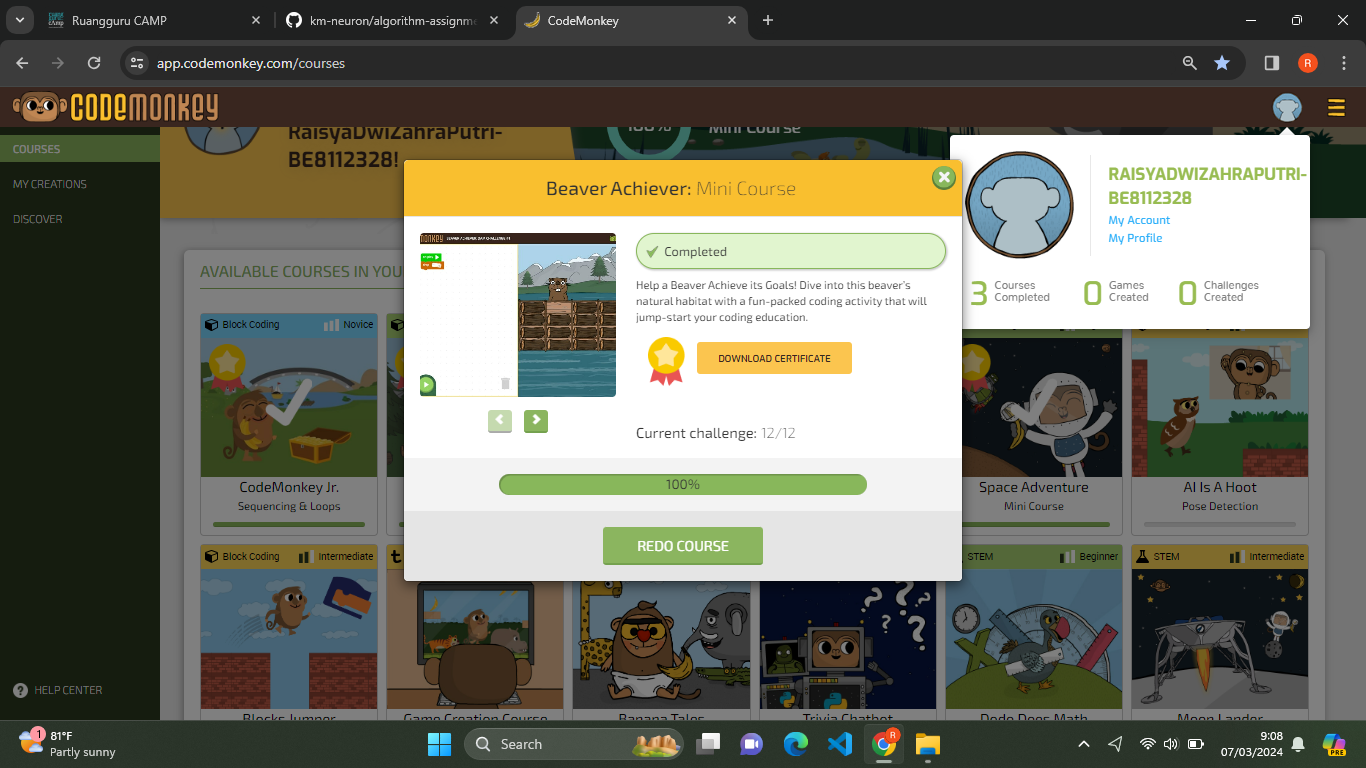 Ruangguru CAMP
km-neuron/algorithm-assignme
CodeMonkey
app.codemonkey.com/courses
R
CODEMONKEY
COURSES
MY CREATIONS
DISCOVER
HELP CENTER
RaisyaDwiZahraPutri-
BE8112328!
100%
Mini Course
RAISYADWIZAHRAPUTRI-
BE8112328
My Account
My Profile
3 Courses Completed
0 Games Created
0 Challenges Created
AVAILABLE COURSES IN YOU
Beaver Achiever: Mini Course
Completed
Help a Beaver Achieve its Goals! Dive into this beaver's
natural habitat with a fun-packed coding activity that will
jump-start your coding education.
DOWNLOAD CERTIFICATE
Current challenge: 12/12
100%
REDO COURSE
Block Coding Novice
CodeMonkey Jr.
Sequencing & Loops
Space Adventure
Mini Course
AI Is A Hoot
Pose Detection
Block Coding Intermediate
STEM Beginner
STEM Intermediate
Blocks Jumper
Game Creation Course
Banana Tales
Trivia Chatbot
Dodo Does Math
Moon Lander
1
81°F
Partly sunny
Search
R
9:08
07/03/2024
PRE